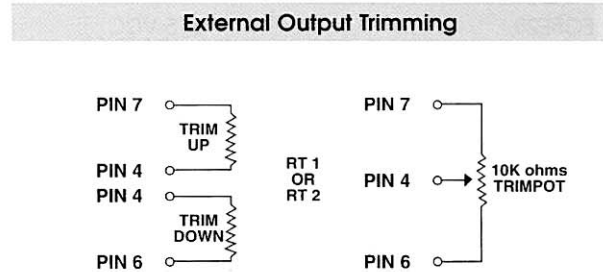 External Output Trimming
PIN 7
TRIM
UP
PIN 4
PIN 4
TRIM
DOWN
PIN 6
RT 1
OR
RT 2
PIN 7
PIN 4
10K ohms
TRIMPOT
PIN 6